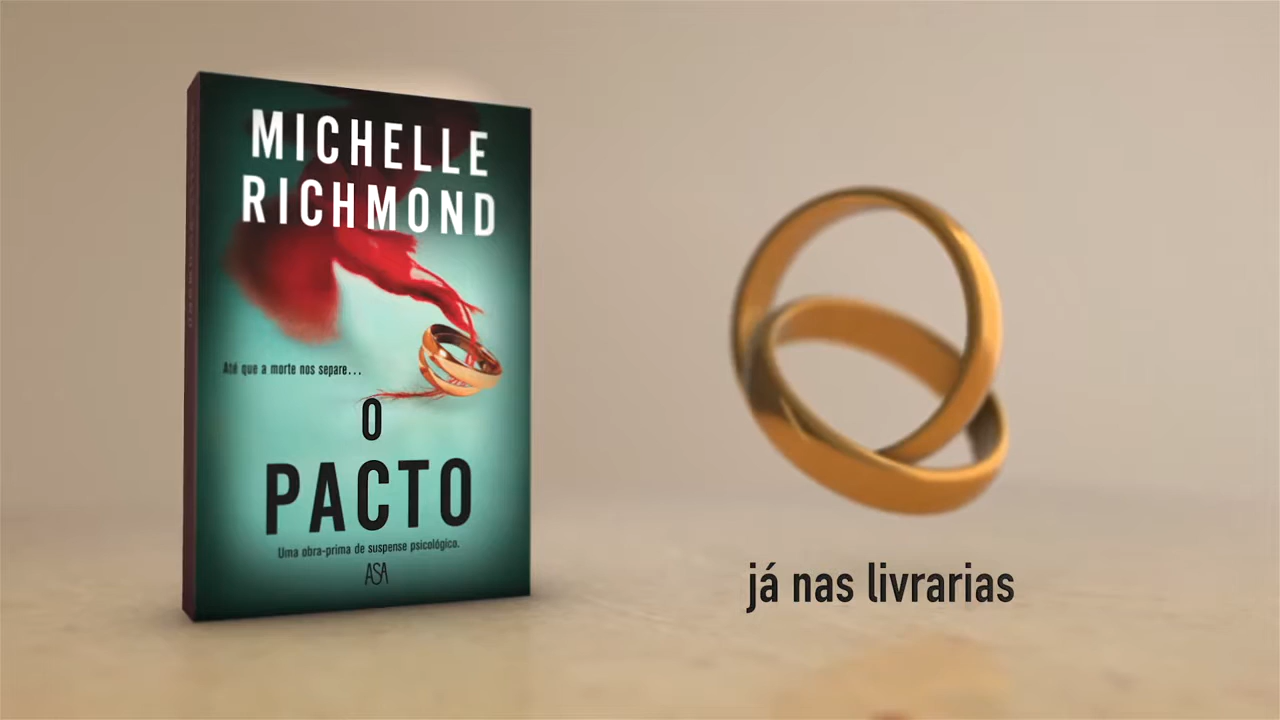 MICHELLE
RICHMOND
Até que a morte nos separe...
O
PACTO
Uma obra-prima de suspense psicológico.
ASA
já nas livrarias